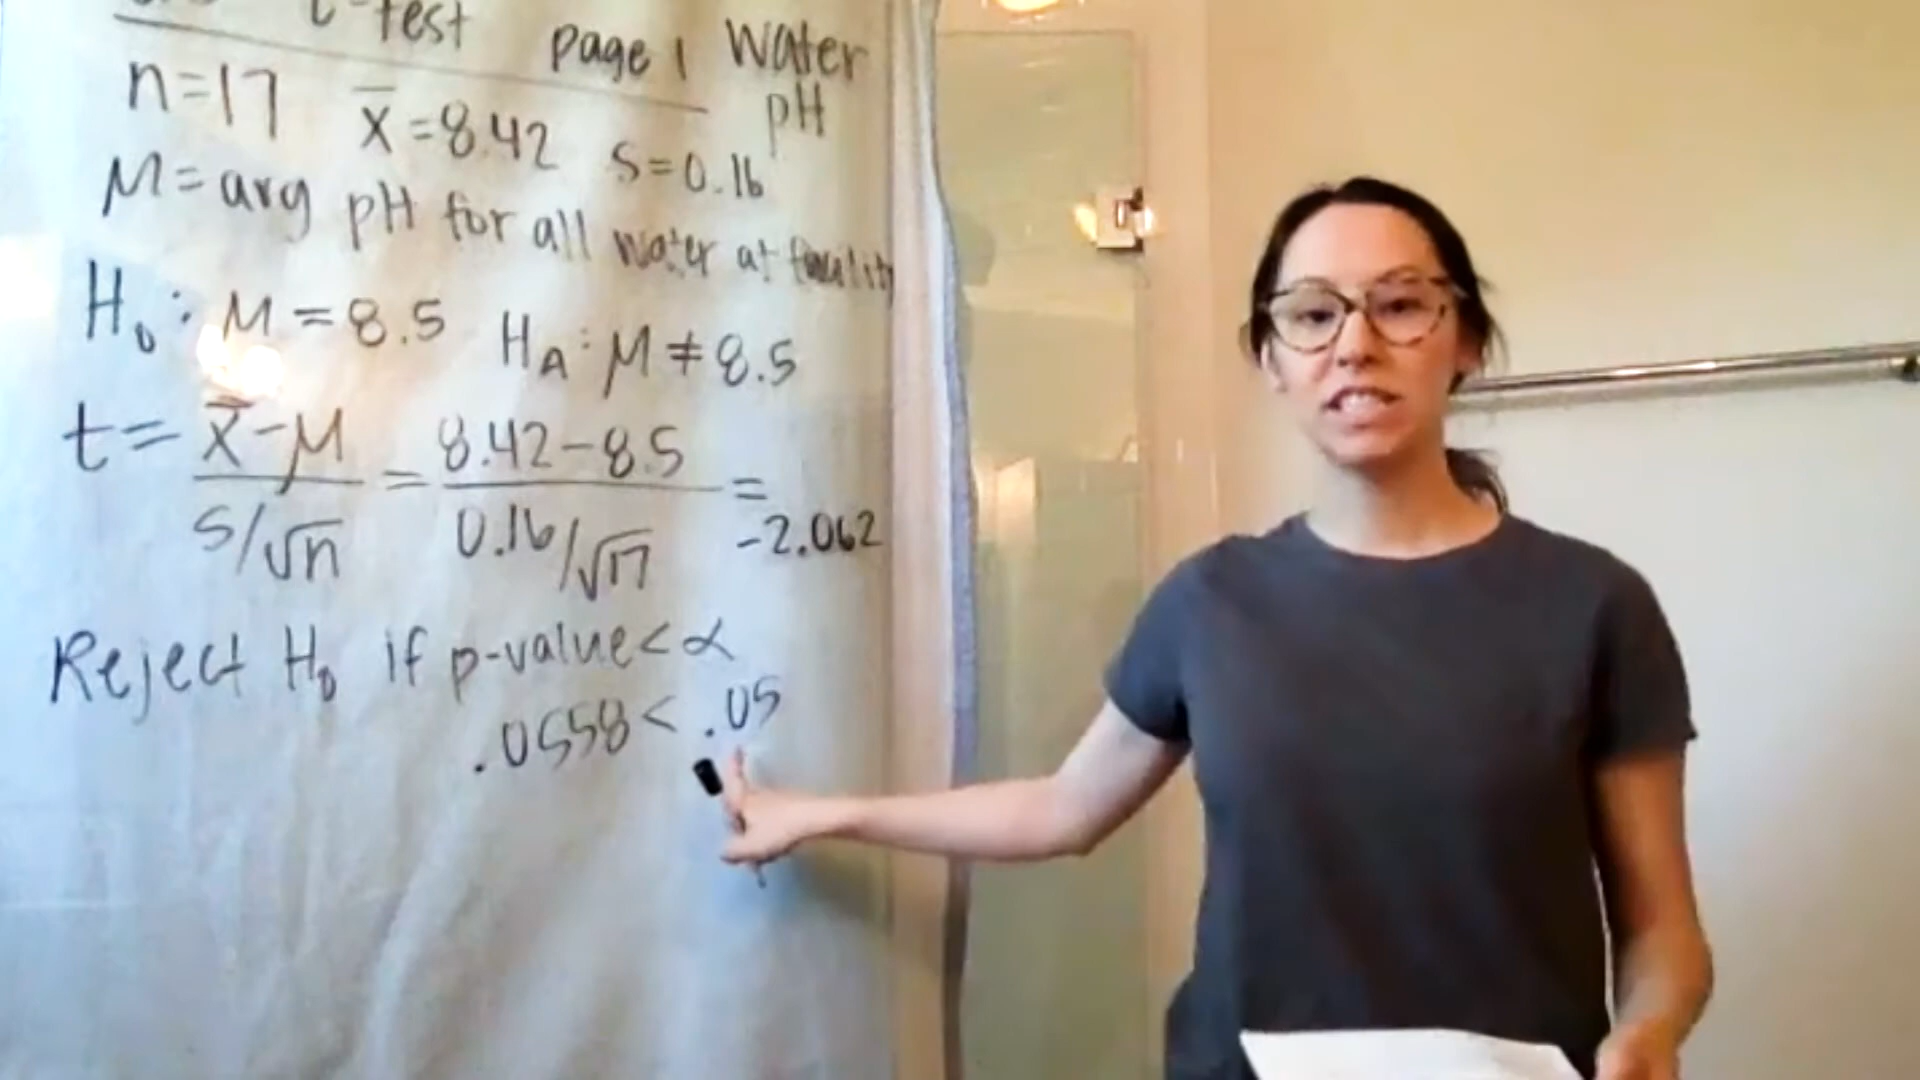 t-test page 1 Water
pH
n=17 x̄=8.42 s=0.16
M= avg pH for all water at facility
H₀: M=8.5 H_A: M≠8.5
t= x̄-M / s/√n = 8.42-8.5 / 0.16/√17 = -2.062
Reject H₀ if p-value<α
.0558< .05